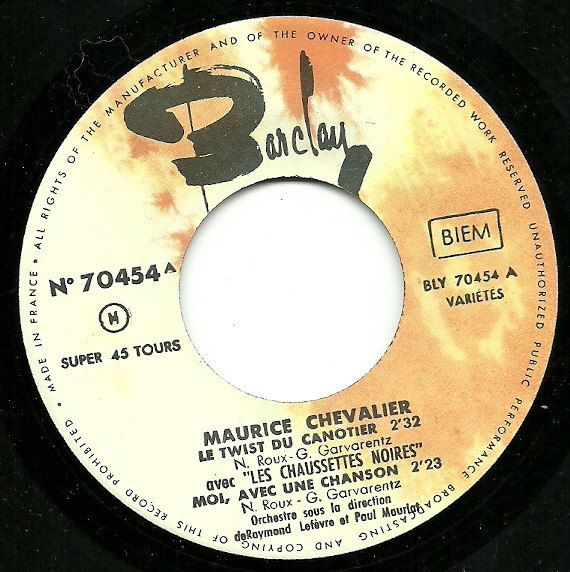 • MADE IN FRANCE • ALL RIGHTS OF THE MANUFACTURER AND OF THE OWNER OF THE RECORDED WORK RESERVED UNAUTHORIZED PUBLIC PERFORMANCE BROADCASTING AND COPYING OF THIS RECORD PROHIBITED
Barclay
BIEM
N° 70454 A
BLY 70454 A
VARIÉTÉS
M
SUPER 45 TOURS
MAURICE CHEVALIER
LE TWIST DU CANOTIER 2'32
N. Roux - G. Garvarentz
avec "LES CHAUSSETTES NOIRES"
MOI, AVEC UNE CHANSON 2'23
N. Roux - G. Garvarentz
Orchestre sous la direction
de Raymond Lefèvre et Paul Mauriat